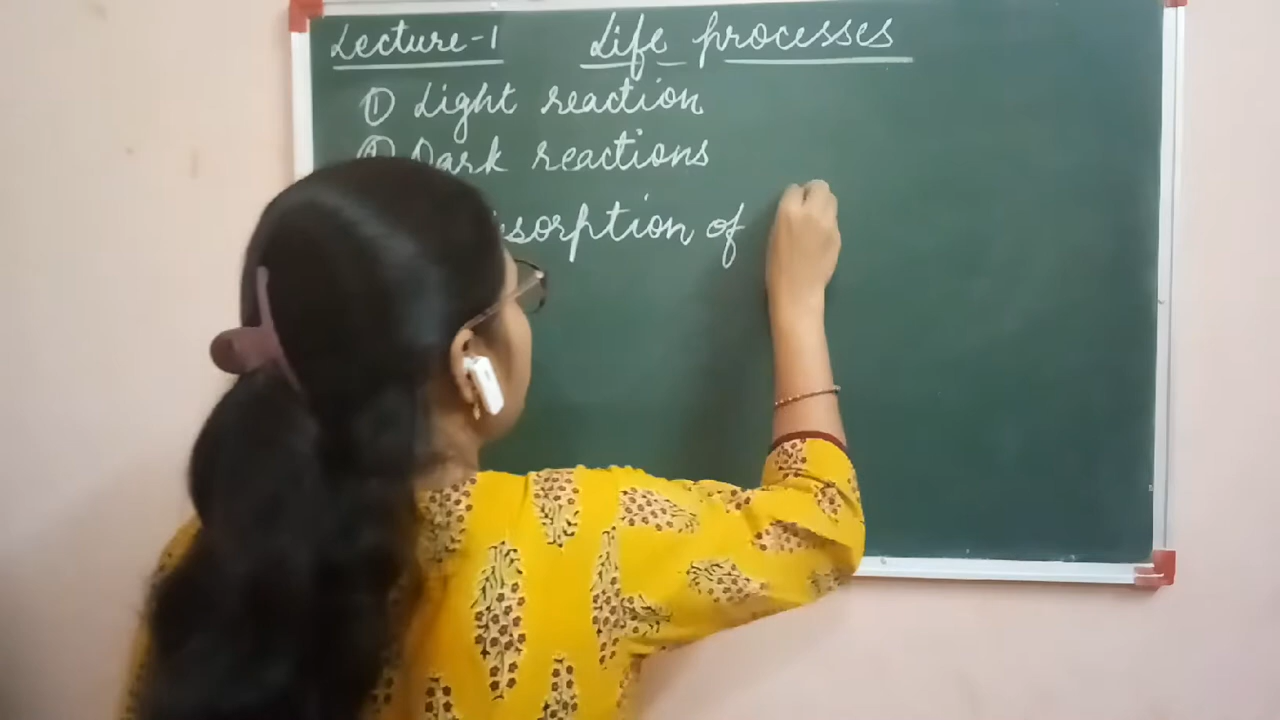 Lecture-1 Life processes
① Light reaction
Dark reactions
of